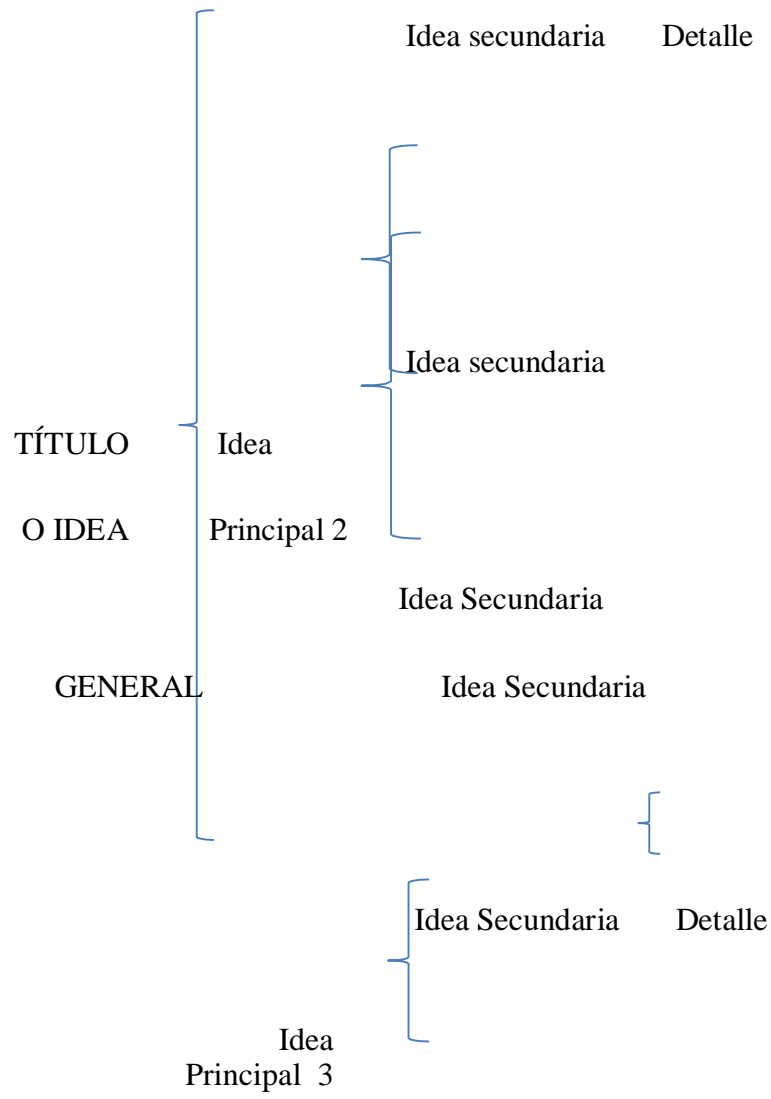 Idea secundaria Detalle
Idea secundaria
TÍTULO Idea
O IDEA Principal 2
Idea Secundaria
GENERAL Idea Secundaria
Idea Secundaria Detalle
Idea
Principal 3